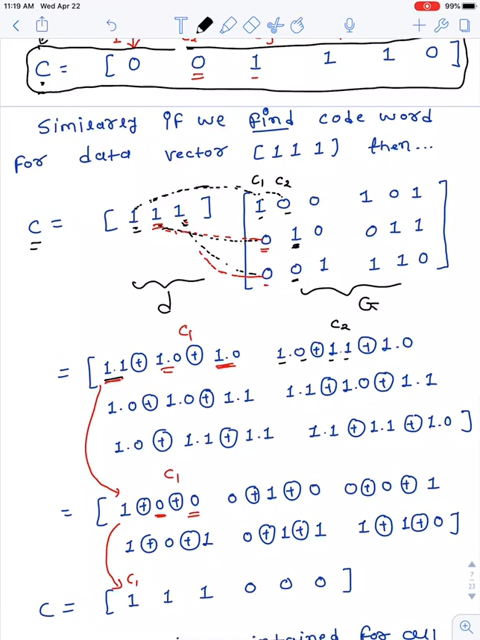 11:19 AM Wed Apr 22
99%
C = [ 0 0 1 1 1 0 ]
Similarly if we find code word
for data vector [ 1 1 1 ] then...
C1 C2
C = [ 1 1 1 ] [ 1 0 0 1 0 1
0 1 0 0 1 1
0 0 1 1 1 0 ]
d G
C1 C2
= [ 1.1 ⊕ 1.0 ⊕ 1.0 1.0 ⊕ 1.1 ⊕ 1.0
1.0 ⊕ 1.0 ⊕ 1.1 1.1 ⊕ 1.0 ⊕ 1.1
1.0 ⊕ 1.1 ⊕ 1.1 1.1 ⊕ 1.1 ⊕ 1.0 ]
C1
= [ 1 ⊕ 0 ⊕ 0 0 ⊕ 1 ⊕ 0 0 ⊕ 0 ⊕ 1
1 ⊕ 0 ⊕ 1 0 ⊕ 1 ⊕ 1 1 ⊕ 1 ⊕ 0 ]
C1
C = [ 1 1 1 0 0 0 ]
for all
7
23